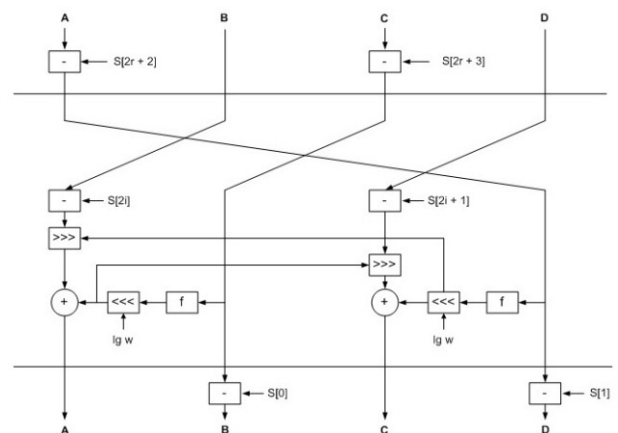 A B C D
- S[2r + 2] - S[2r + 3]
- S[2i] - S[2i + 1]
>>>
>>>
+ <<< f + <<< f
lg w lg w
- S[0] - S[1]
A B C D